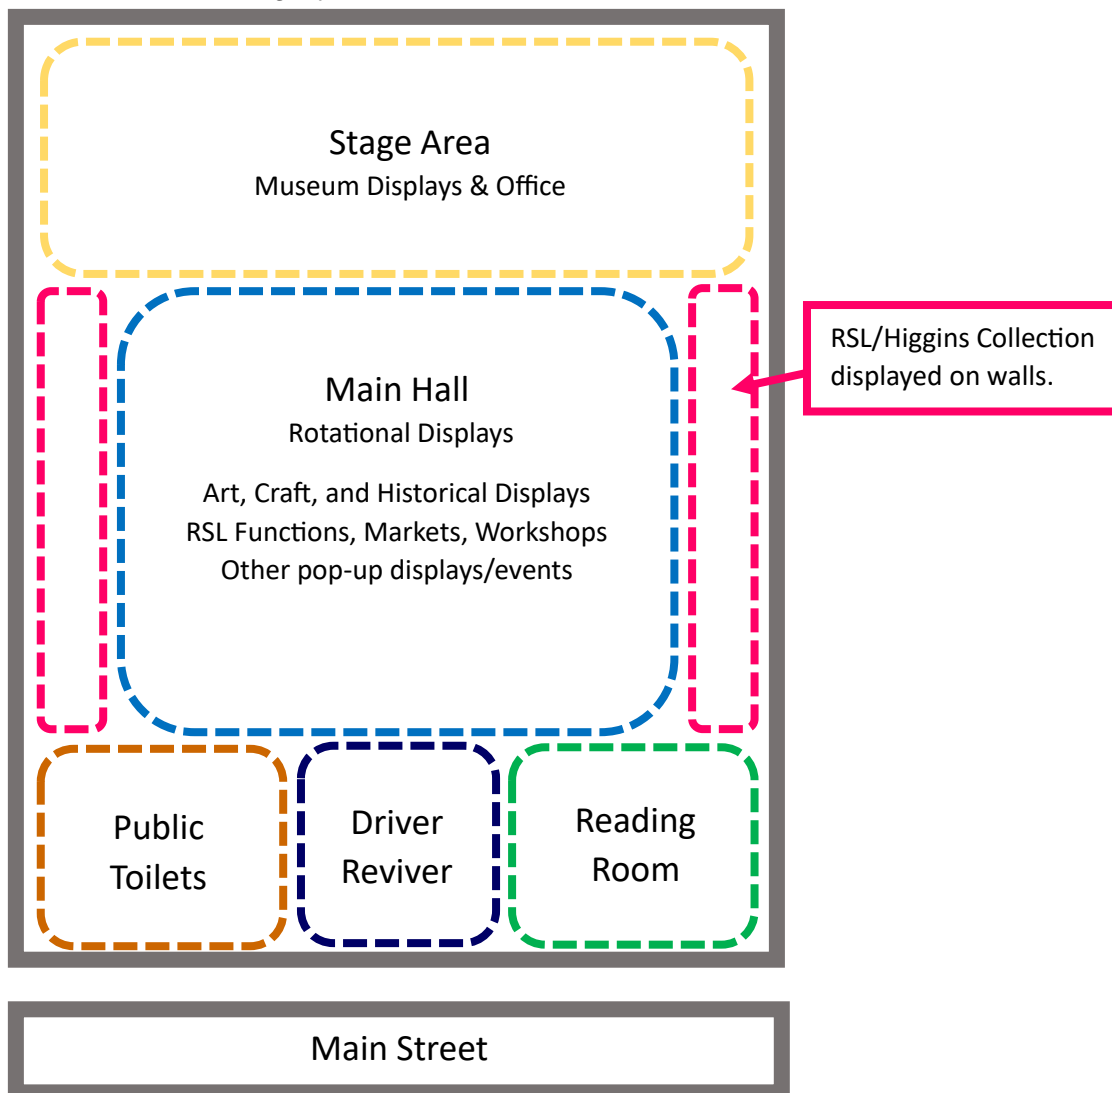 Stage Area
Museum Displays & Office
Main Hall
Rotational Displays
Art, Craft, and Historical Displays
RSL Functions, Markets, Workshops
Other pop-up displays/events
RSL/Higgins Collection
displayed on walls.
Public
Toilets
Driver
Reviver
Reading
Room
Main Street